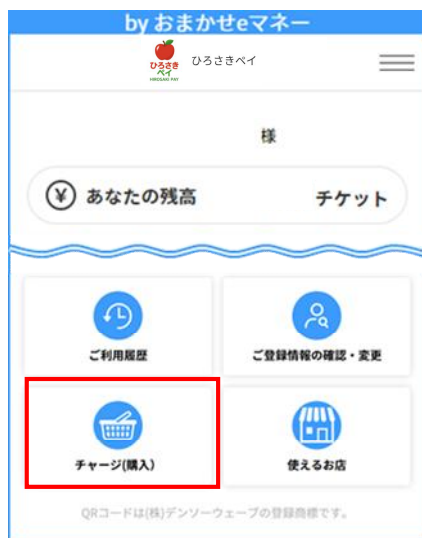 by おまかせeマネー
ひろさき
ペイ
HIROSAKI PAY
ひろさきペイ
様
¥ あなたの残高 チケット
ご利用履歴 ご登録情報の確認・変更
チャージ(購入) 使えるお店
QRコードは(株)デンソーウェーブの登録商標です。